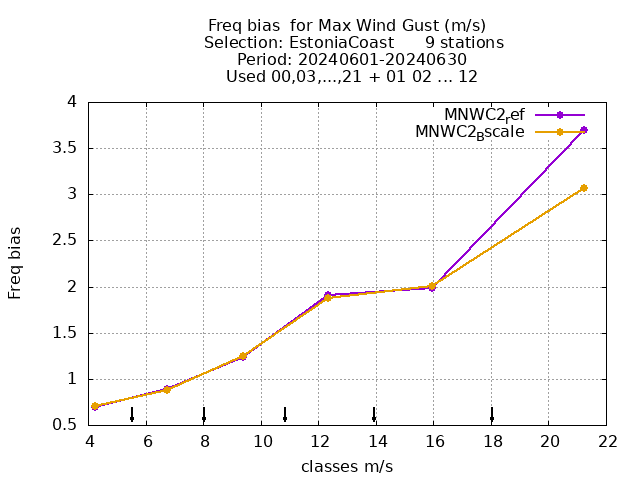 Freq bias  for Max Wind Gust (m/s)
Selection: EstoniaCoast      9 stations
Period: 20240601-20240630
Used 00,03,...,21 + 01 02 ... 12
MNWC2ref
MNWC2Bscale
4
3.5
3
2.5
2
1.5
1
0.5
Freq bias
4 6 8 10 12 14 16 18 20 22
classes m/s